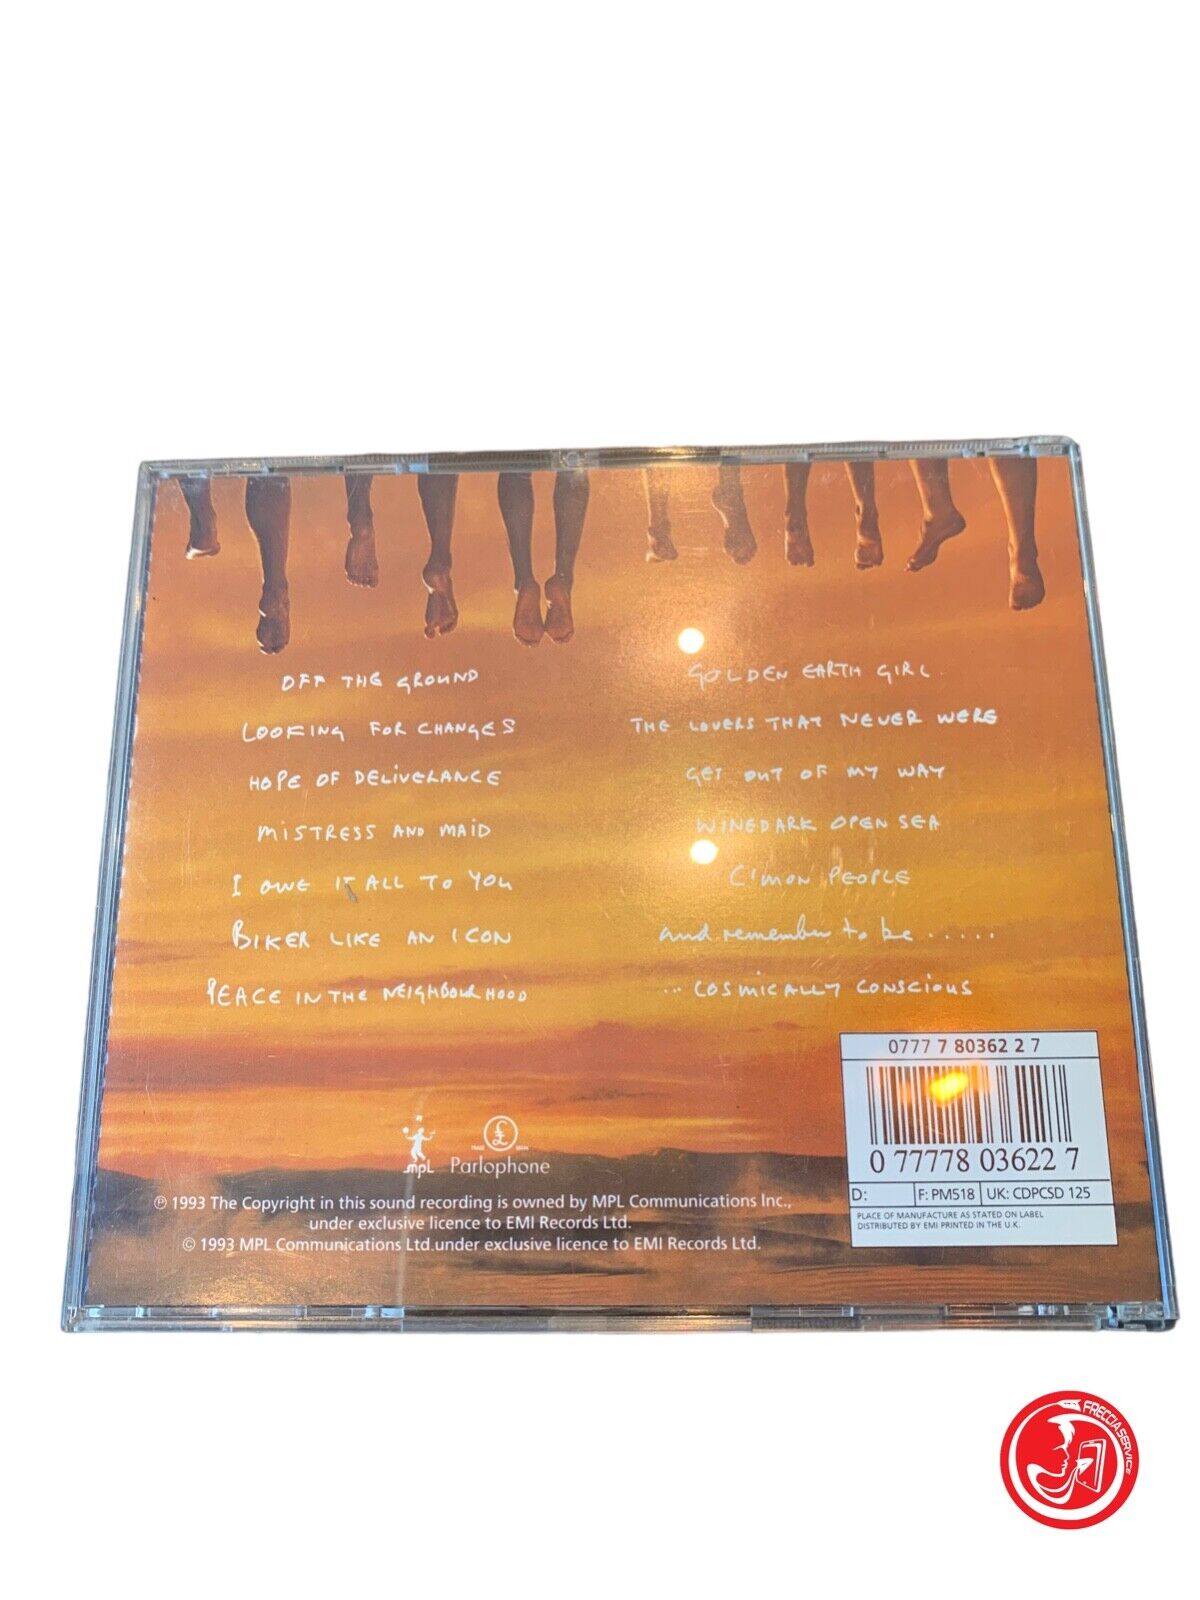 OFF THE GROUND
LOOKING FOR CHANGES
HOPE OF DELIVERANCE
MISTRESS AND MAID
I OWE IT ALL TO YOU
BIKER LIKE AN ICON
PEACE IN THE NEIGHBOURHOOD
GOLDEN EARTH GIRL.
THE LOVERS THAT NEVER WERE
GET OUT OF MY WAY
WINEDARK OPEN SEA
C'MON PEOPLE
and remember to be.....
... COSMICALLY CONSCIOUS
0777 7 80362 2 7
0 77778 03622 7
D: F: PM518 UK: CDPCSD 125
PLACE OF MANUFACTURE AS STATED ON LABEL
DISTRIBUTED BY EMI PRINTED IN THE U.K.
mpL
TRADE £ MARK
Parlophone
℗ 1993 The Copyright in this sound recording is owned by MPL Communications Inc.,
under exclusive licence to EMI Records Ltd.
© 1993 MPL Communications Ltd.under exclusive licence to EMI Records Ltd.
FRECCIA SERVICE